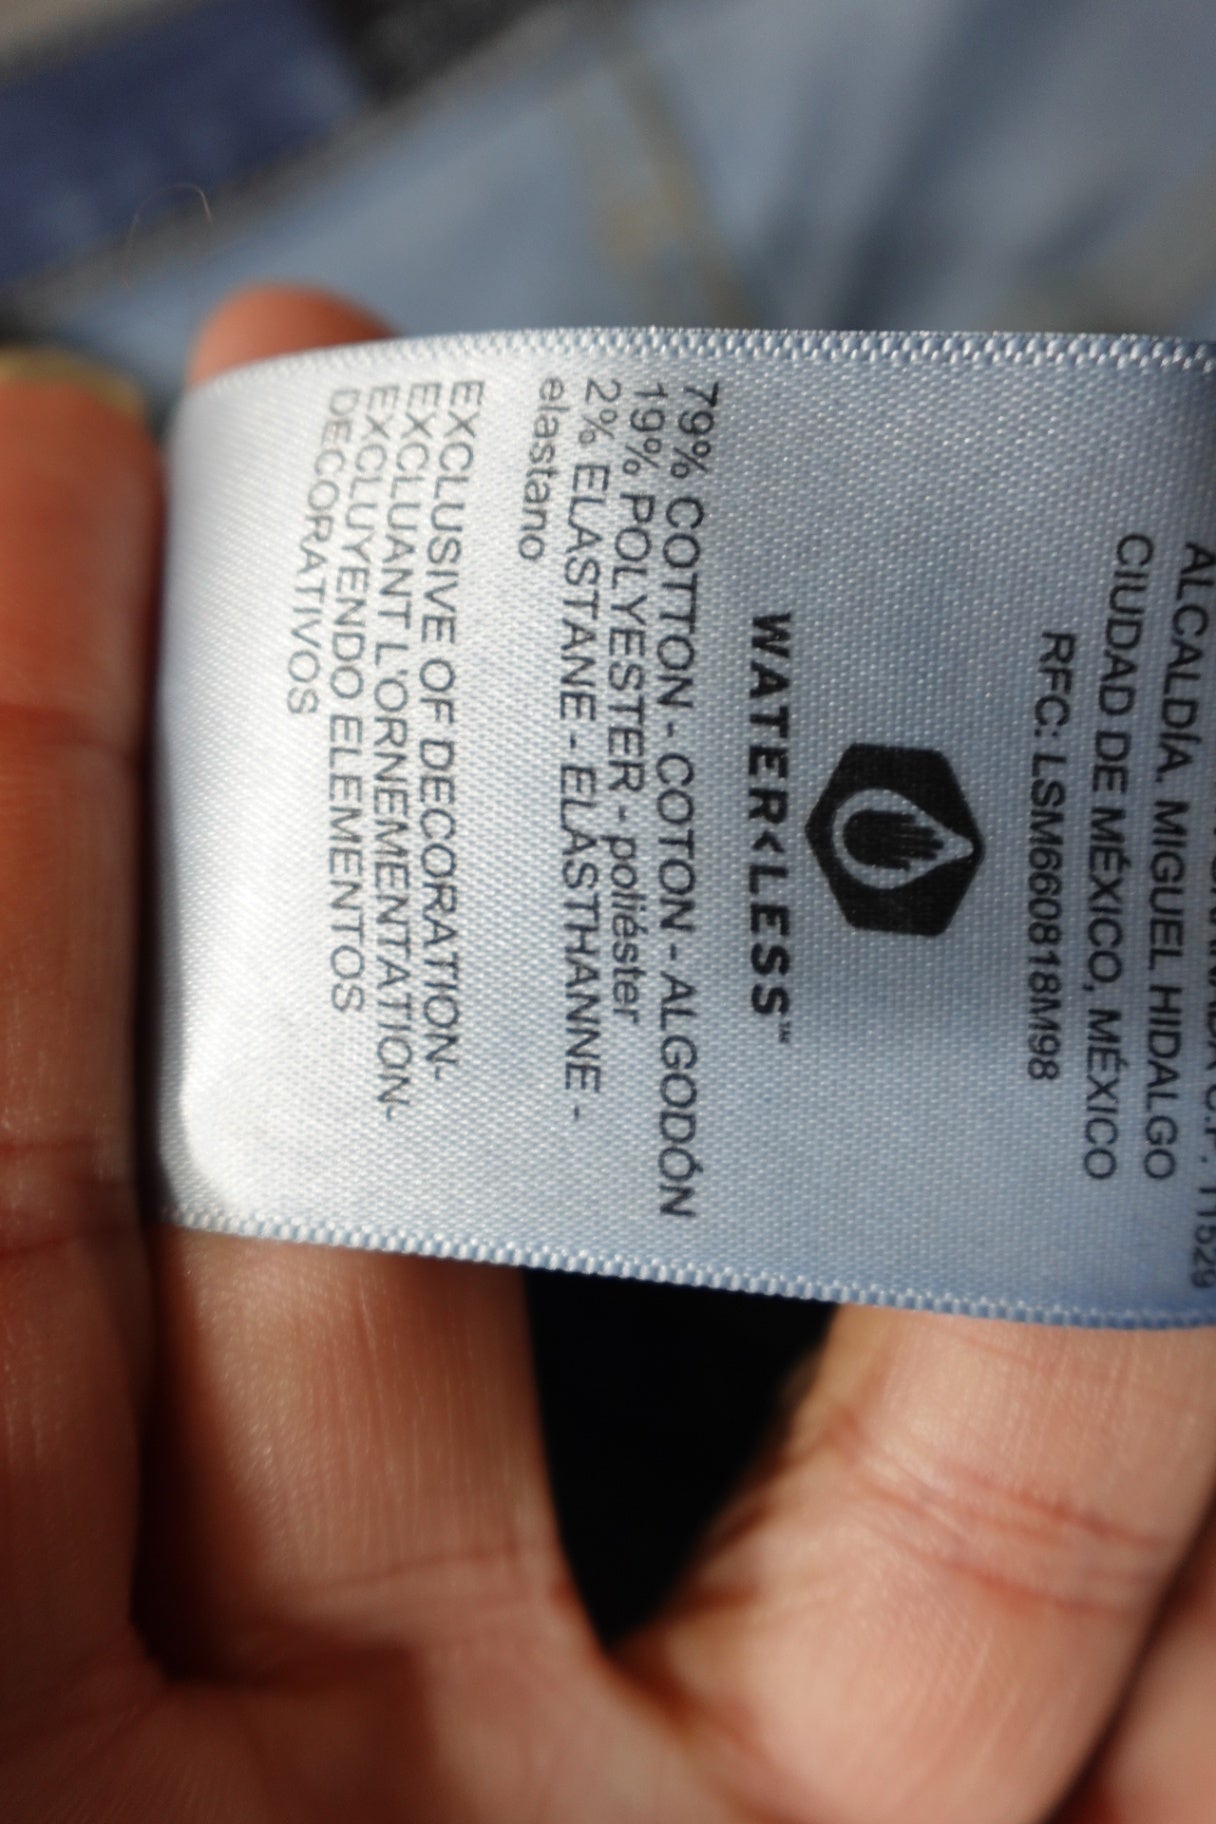 ALCALDÍA. MIGUEL HIDALGO
CIUDAD DE MÉXICO, MÉXICO
RFC: LSM660818M98
WATER<LESS™
79% COTTON - COTON - ALGODÓN
19% POLYESTER - poliéster
2% ELASTANE - ELASTHANNE -
elastano
EXCLUSIVE OF DECORATION-
EXCLUANT L'ORNEMENTATION-
EXCLUYENDO ELEMENTOS
DECORATIVOS